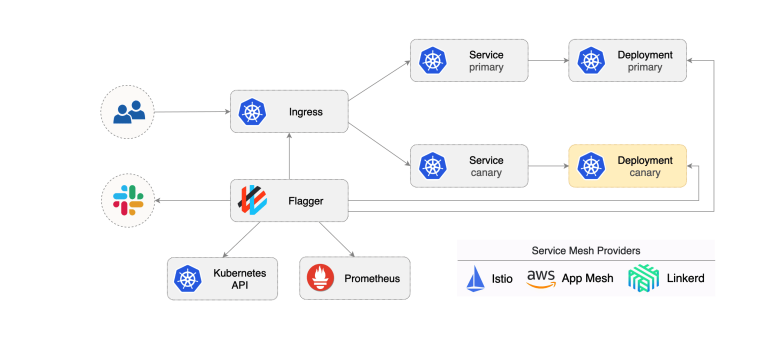 Service
primary
Deployment
primary
Ingress
Service
canary
Deployment
canary
Flagger
Kubernetes
API
Prometheus
Service Mesh Providers
Istio
aws
App Mesh
Linkerd